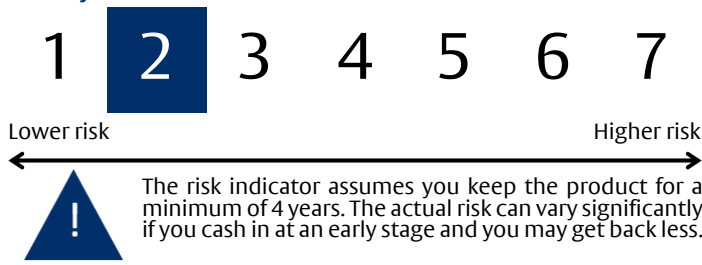 1 2 3 4 5 6 7
Lower risk Higher risk
!
The risk indicator assumes you keep the product for a
minimum of 4 years. The actual risk can vary significantly
if you cash in at an early stage and you may get back less.